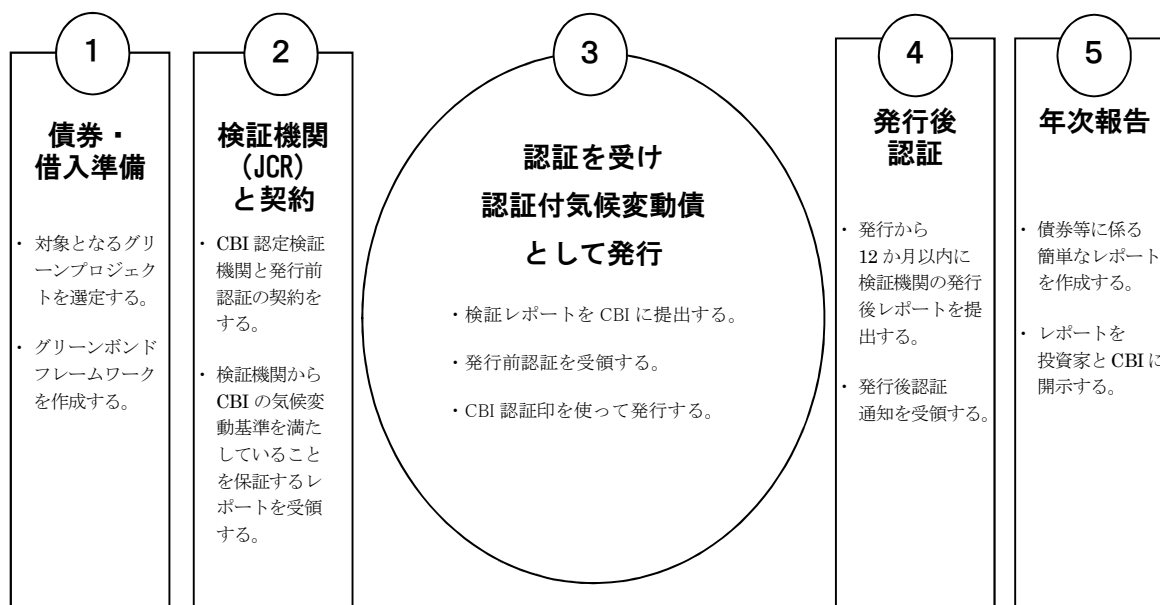 1
債券・
借入準備
・ 対象となるグリ
ーンプロジェク
トを選定する。
・ グリーンボンド
フレームワーク
を作成する。
2
検証機関
(JCR)
と契約
・ CBI 認定検証
機関と発行前
認証の契約を
する。
・ 検証機関から
CBI の気候変
動基準を満た
していること
を保証するレ
ポートを受領
する。
3
認証を受け
認証付気候変動債
として発行
・検証レポートを CBI に提出する。
・発行前認証を受領する。
・CBI 認証印を使って発行する。
4
発行後
認証
・ 発行から
12 か月以内に
検証機関の発行
後レポートを提
出する。
・ 発行後認証
通知を受領する。
5
年次報告
・ 債券等に係る
簡単なレポート
を作成する。
・ レポートを
投資家と CBI に
開示する。